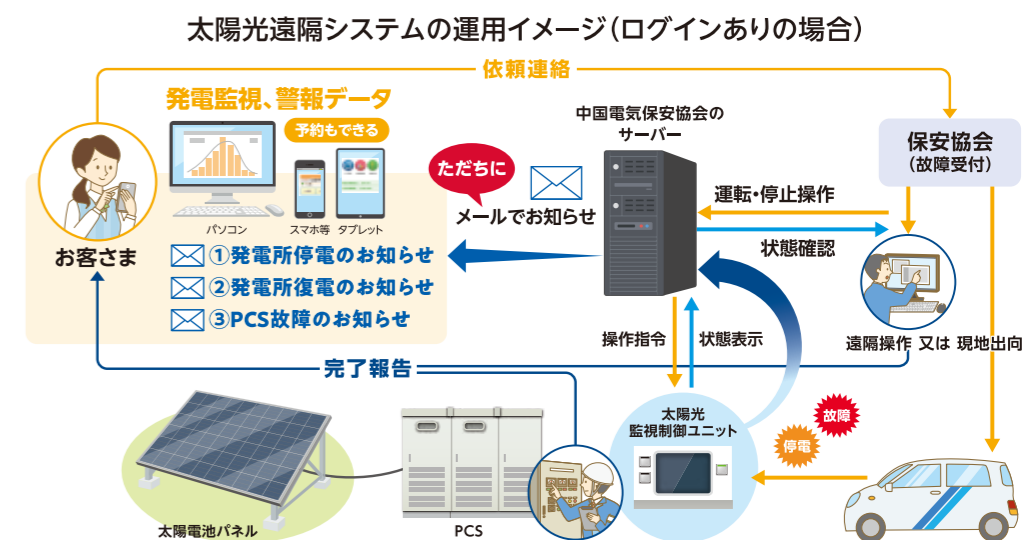 太陽光遠隔システムの運用イメージ（ログインありの場合）
依頼連絡
発電監視、警報データ
予約もできる
パソコン
スマホ等
タブレット
お客さま
①発電所停電のお知らせ
②発電所復電のお知らせ
③PCS故障のお知らせ
ただちに
メールでお知らせ
中国電気保安協会の
サーバー
保安協会
（故障受付）
運転・停止操作
状態確認
遠隔操作 又は 現地出向
操作指令
状態表示
完了報告
太陽光
監視制御ユニット
故障
停電
太陽電池パネル
PCS